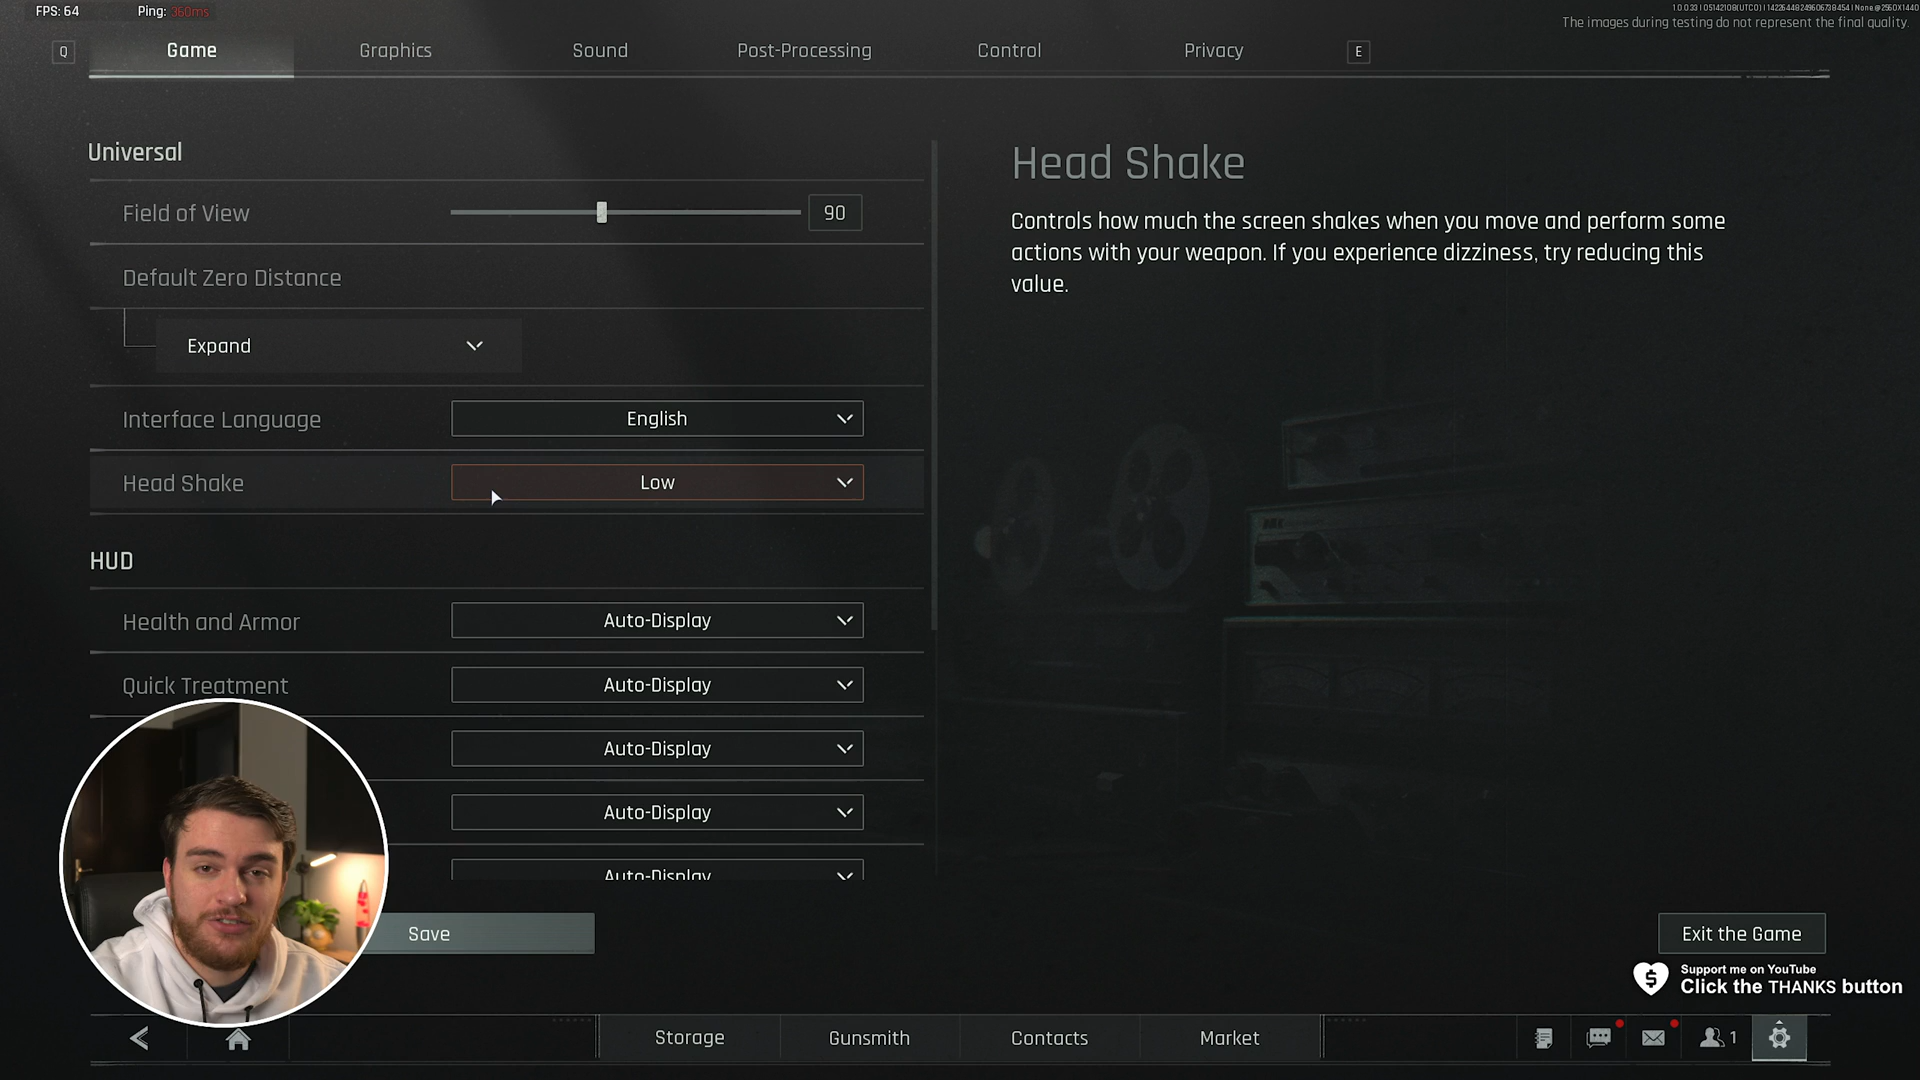 FPS: 64
Ping: 360ms
The images during testing do not represent the final quality.
Q
Game
Graphics
Sound
Post-Processing
Control
Privacy
E
Universal
Field of View
90
Default Zero Distance
Expand
Interface Language
English
Head Shake
Low
HUD
Health and Armor
Auto-Display
Quick Treatment
Auto-Display
Auto-Display
Auto-Display
Auto-Display
Save
Head Shake
Controls how much the screen shakes when you move and perform some
actions with your weapon. If you experience dizziness, try reducing this
value.
Exit the Game
Support me on YouTube
Click the THANKS button
Storage
Gunsmith
Contacts
Market
1